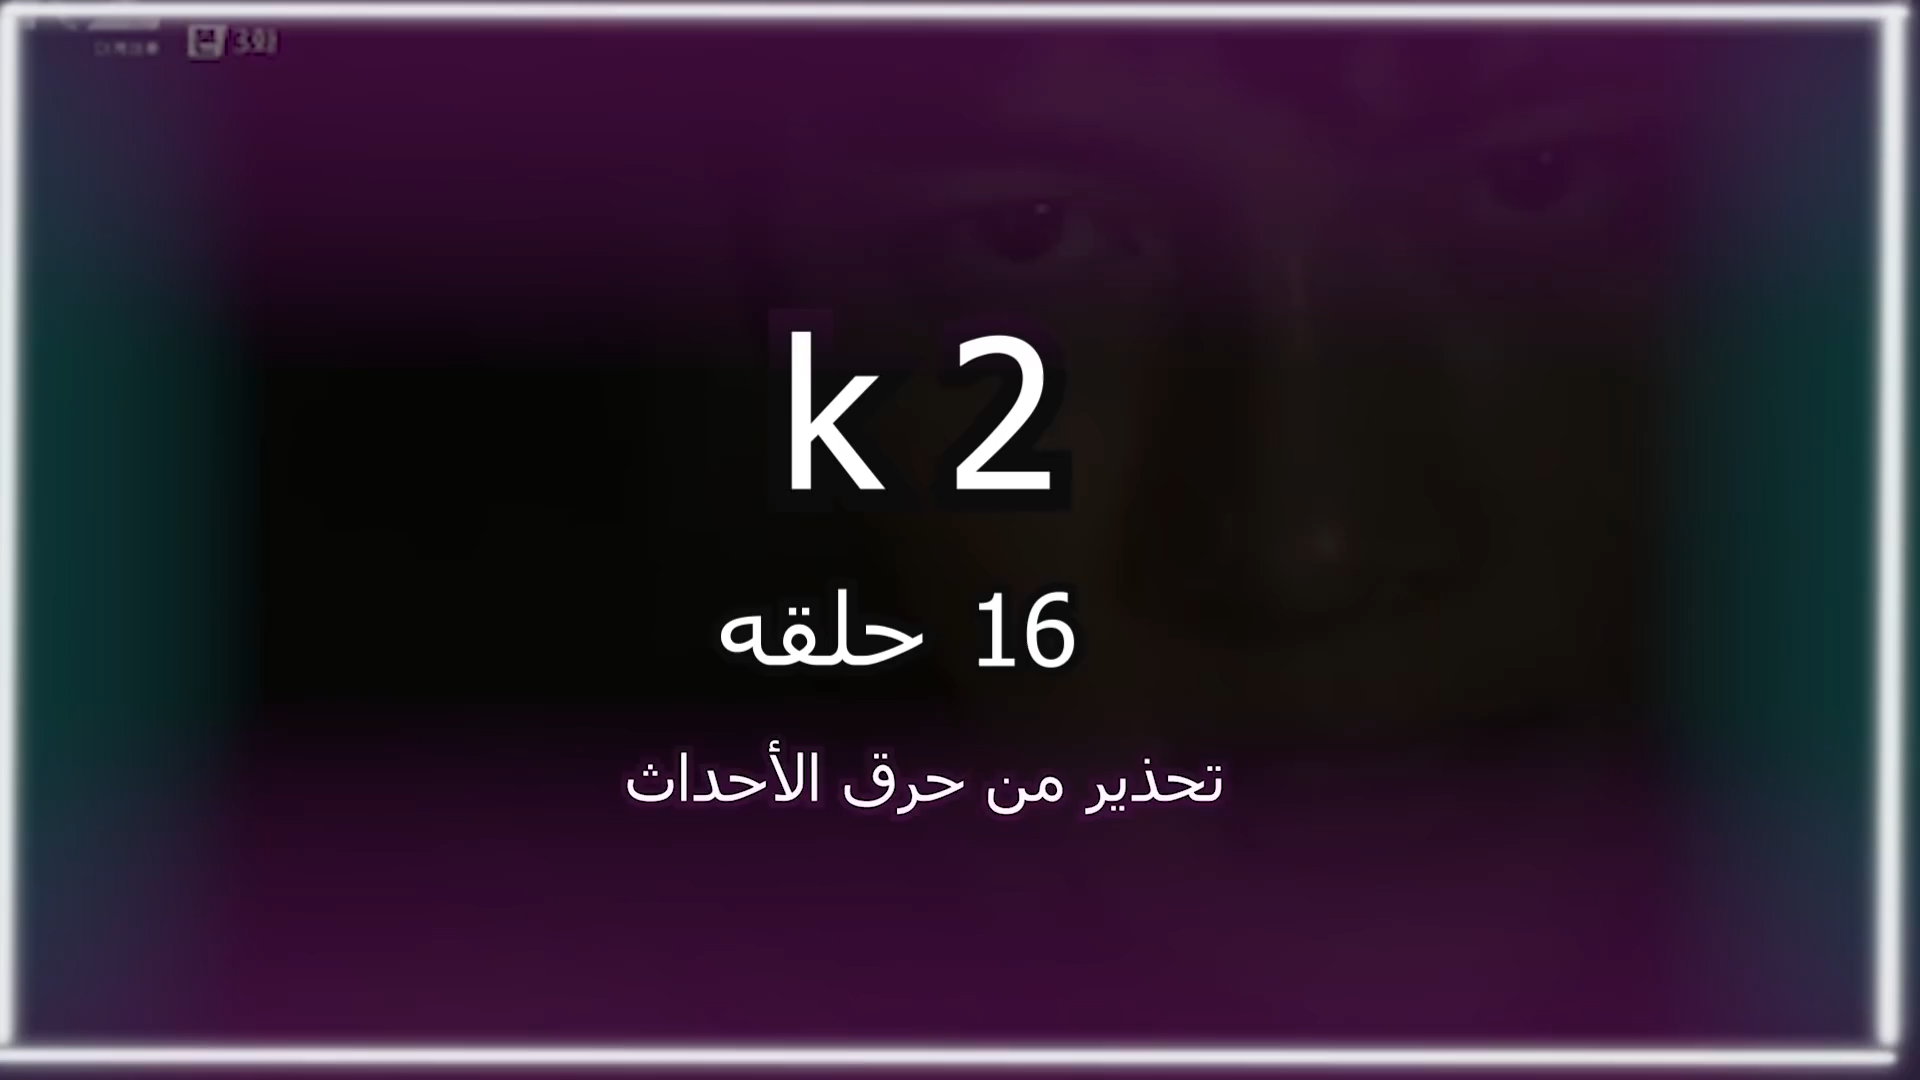 k 2
16 حلقه
تحذير من حرق الأحداث